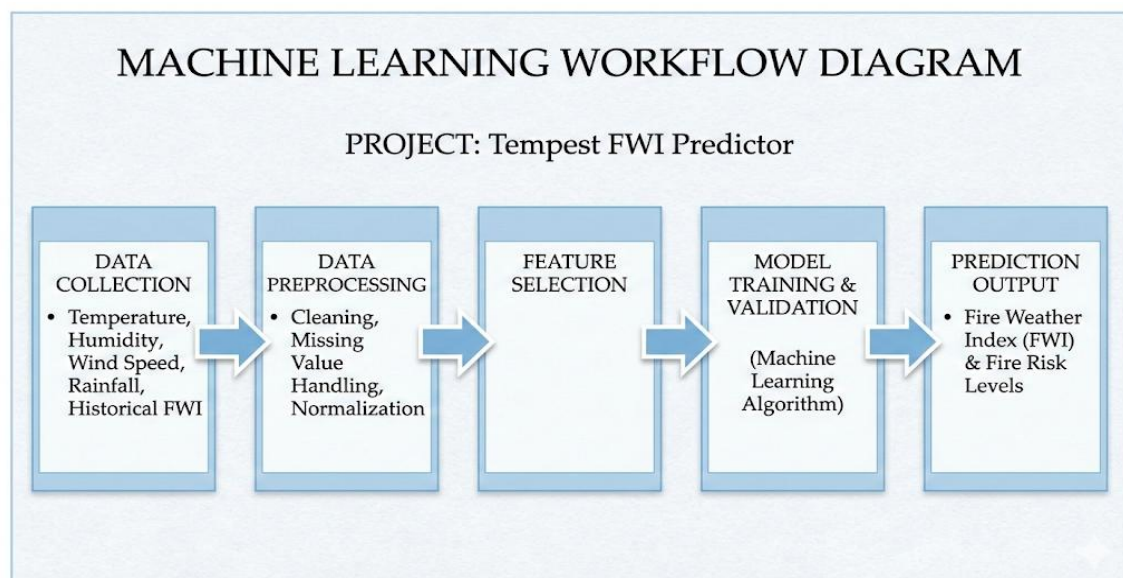 MACHINE LEARNING WORKFLOW DIAGRAM
PROJECT: Tempest FWI Predictor
DATA
COLLECTION
• Temperature,
Humidity,
Wind Speed,
Rainfall,
Historical FWI
DATA
PREPROCESSING
• Cleaning,
Missing
Value
Handling,
Normalization
FEATURE
SELECTION
MODEL
TRAINING &
VALIDATION
(Machine
Learning
Algorithm)
PREDICTION
OUTPUT
• Fire Weather
Index (FWI)
& Fire Risk
Levels